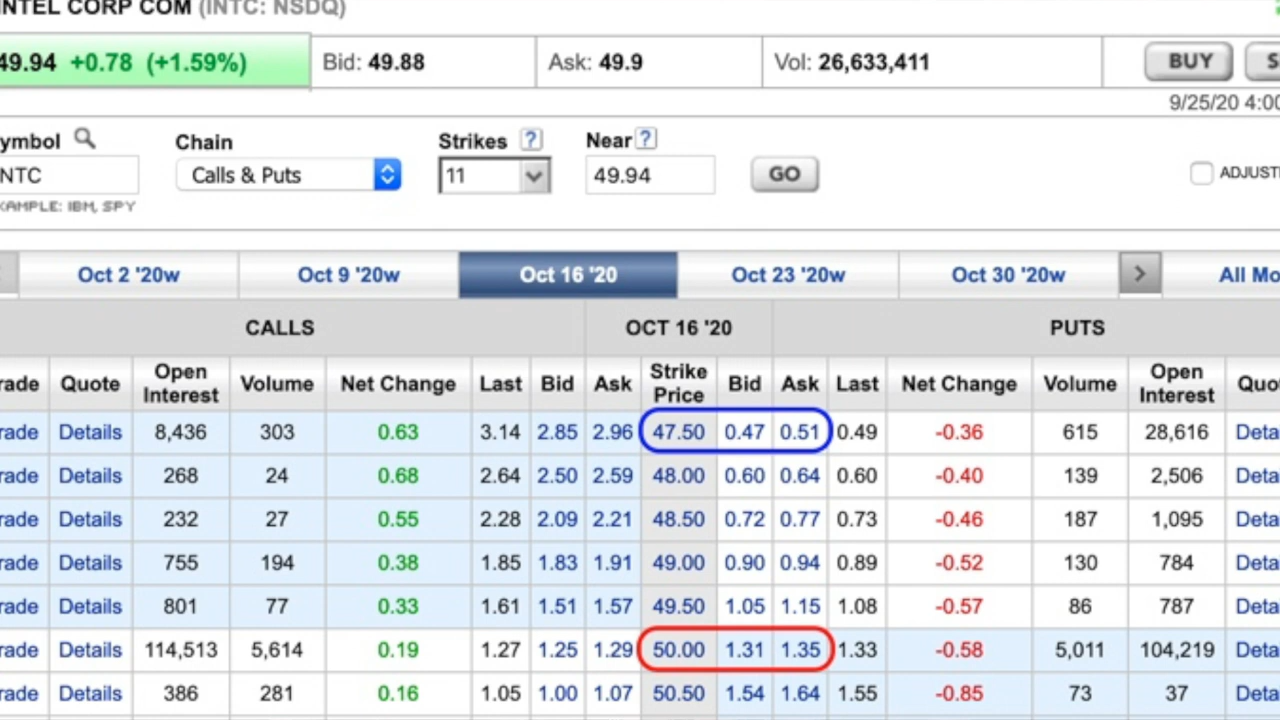 INTEL CORP COM (INTC: NSDQ)
49.94 +0.78 (+1.59%) Bid: 49.88 Ask: 49.9 Vol: 26,633,411 BUY S
9/25/20 4:00
ymbol Chain Strikes ? Near ?
NTC Calls & Puts 11 49.94 GO ADJUST
XAMPLE: IBM, SPY
Oct 2 '20w Oct 9 '20w Oct 16 '20 Oct 23 '20w Oct 30 '20w > All Mo
CALLS OCT 16 '20 PUTS
rade Quote Open Interest Volume Net Change Last Bid Ask Strike Price Bid Ask Last Net Change Volume Open Interest Quo
rade Details 8,436 303 0.63 3.14 2.85 2.96 47.50 0.47 0.51 0.49 -0.36 615 28,616 Deta
rade Details 268 24 0.68 2.64 2.50 2.59 48.00 0.60 0.64 0.60 -0.40 139 2,506 Deta
rade Details 232 27 0.55 2.28 2.09 2.21 48.50 0.72 0.77 0.73 -0.46 187 1,095 Deta
rade Details 755 194 0.38 1.85 1.83 1.91 49.00 0.90 0.94 0.89 -0.52 130 784 Deta
rade Details 801 77 0.33 1.61 1.51 1.57 49.50 1.05 1.15 1.08 -0.57 86 787 Deta
rade Details 114,513 5,614 0.19 1.27 1.25 1.29 50.00 1.31 1.35 1.33 -0.58 5,011 104,219 Deta
rade Details 386 281 0.16 1.05 1.00 1.07 50.50 1.54 1.64 1.55 -0.85 73 37 Deta